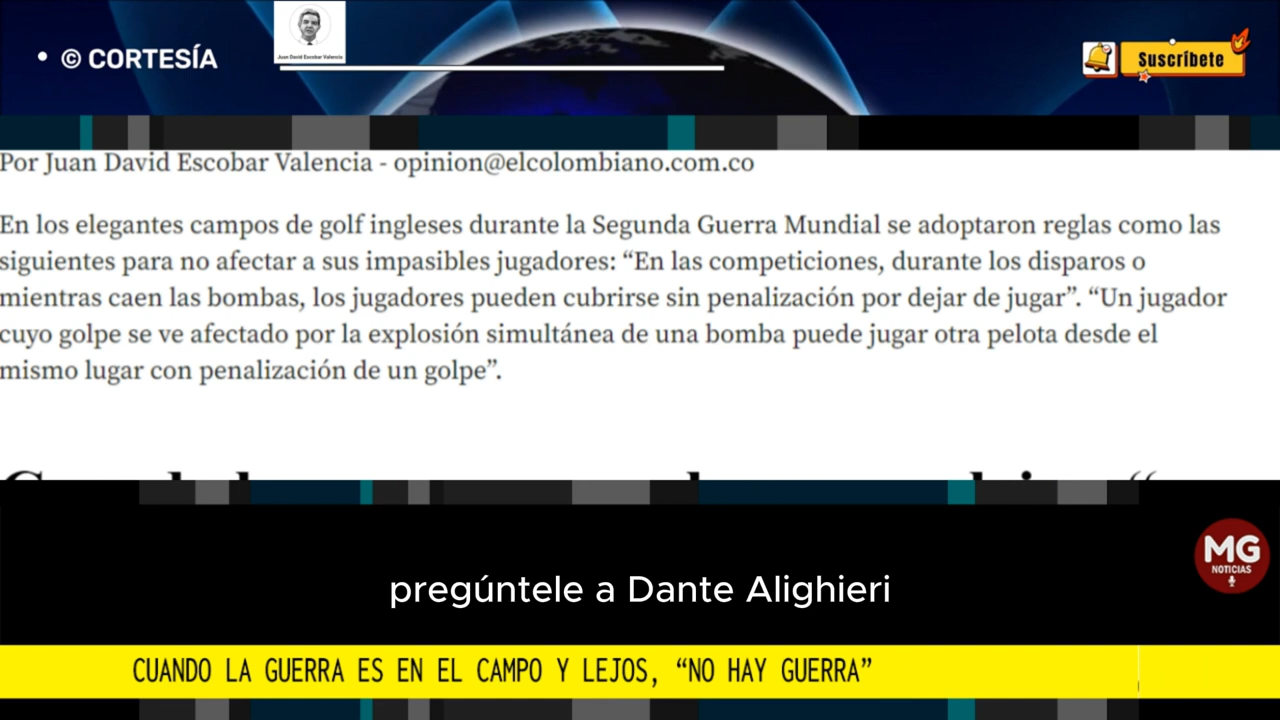 • © CORTESÍA
Juan David Escobar Valencia
Suscríbete
Por Juan David Escobar Valencia - opinion@elcolombiano.com.co
En los elegantes campos de golf ingleses durante la Segunda Guerra Mundial se adoptaron reglas como las
siguientes para no afectar a sus impasibles jugadores: “En las competiciones, durante los disparos o
mientras caen las bombas, los jugadores pueden cubrirse sin penalización por dejar de jugar”. “Un jugador
cuyo golpe se ve afectado por la explosión simultánea de una bomba puede jugar otra pelota desde el
mismo lugar con penalización de un golpe”.
MG
NOTICIAS
pregúntele a Dante Alighieri
CUANDO LA GUERRA ES EN EL CAMPO Y LEJOS, “NO HAY GUERRA”